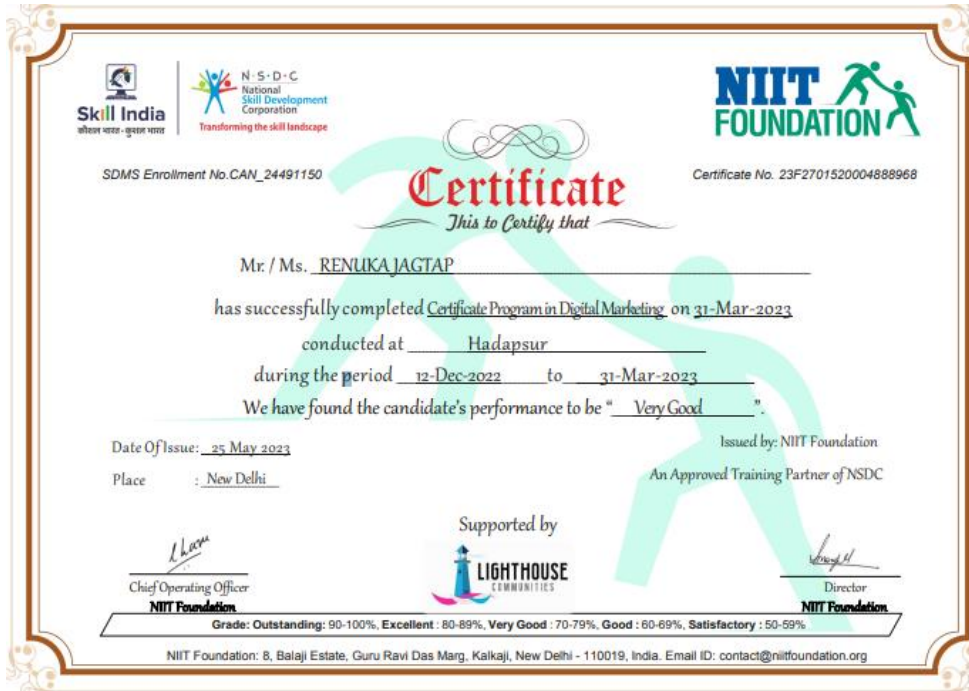 Skill India
कौशल भारत - कुशल भारत
N·S·D·C
National
Skill Development
Corporation
Transforming the skill landscape
NIIT
FOUNDATION
SDMS Enrollment No.CAN_24491150
Certificate No. 23F2701520004888968
Certificate
This to Certify that
Mr. / Ms. RENUKA JAGTAP
has successfully completed Certificate Program in Digital Marketing on 31-Mar-2023
conducted at Hadapsur
during the period 12-Dec-2022 to 31-Mar-2023
We have found the candidate's performance to be “ Very Good ”.
Date Of Issue: 25 May 2023
Issued by: NIIT Foundation
Place : New Delhi
An Approved Training Partner of NSDC
Supported by
LIGHTHOUSE
COMMUNITIES
Chief Operating Officer
NIIT Foundation
Director
NIIT Foundation
Grade: Outstanding: 90-100%, Excellent : 80-89%, Very Good : 70-79%, Good : 60-69%, Satisfactory : 50-59%
NIIT Foundation: 8, Balaji Estate, Guru Ravi Das Marg, Kalkaji, New Delhi - 110019, India. Email ID: contact@niitfoundation.org